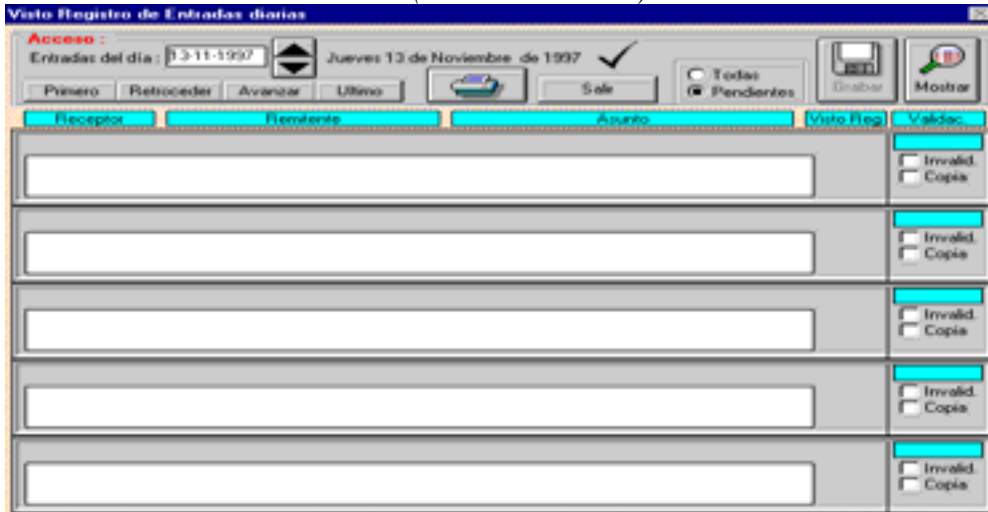 Visto Registro de Entradas diarias
Acceso :
Entradas del día : 13-11-1997 Jueves 13 de Noviembre de 1997
Todas
Pendientes
Primero Retroceder Avanzar Ultimo Salir Grabar Mostrar
Receptor Remitente Asunto Visto Reg Validac.
Invalid.
Copia
Invalid.
Copia
Invalid.
Copia
Invalid.
Copia
Invalid.
Copia